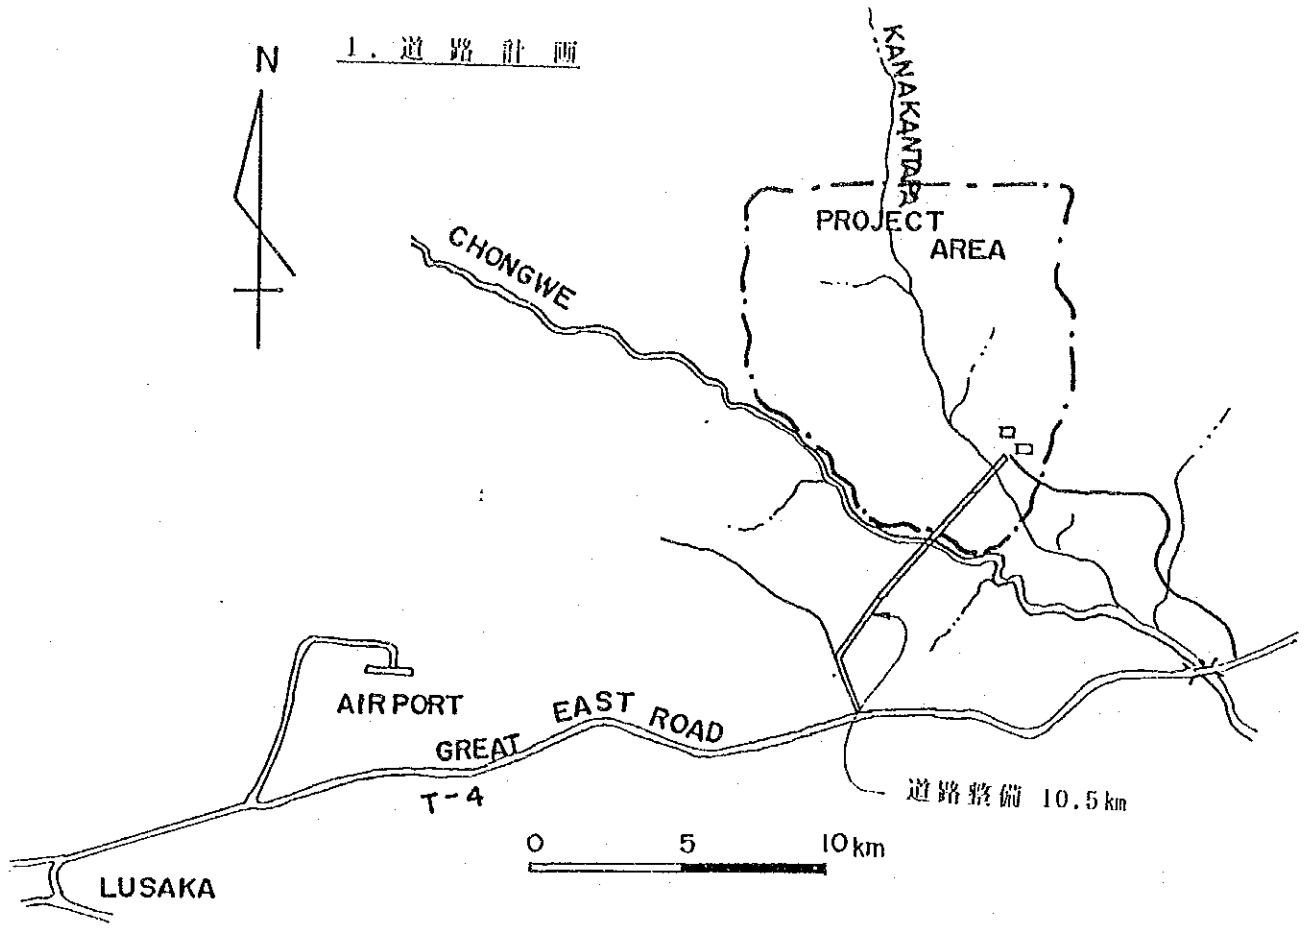 N
1. 道路計画
KANAKANTAPA
PROJECT
AREA
CHONGWE
AIRPORT
GREAT EAST ROAD
T-4
道路整備 10.5km
0 5 10km
LUSAKA